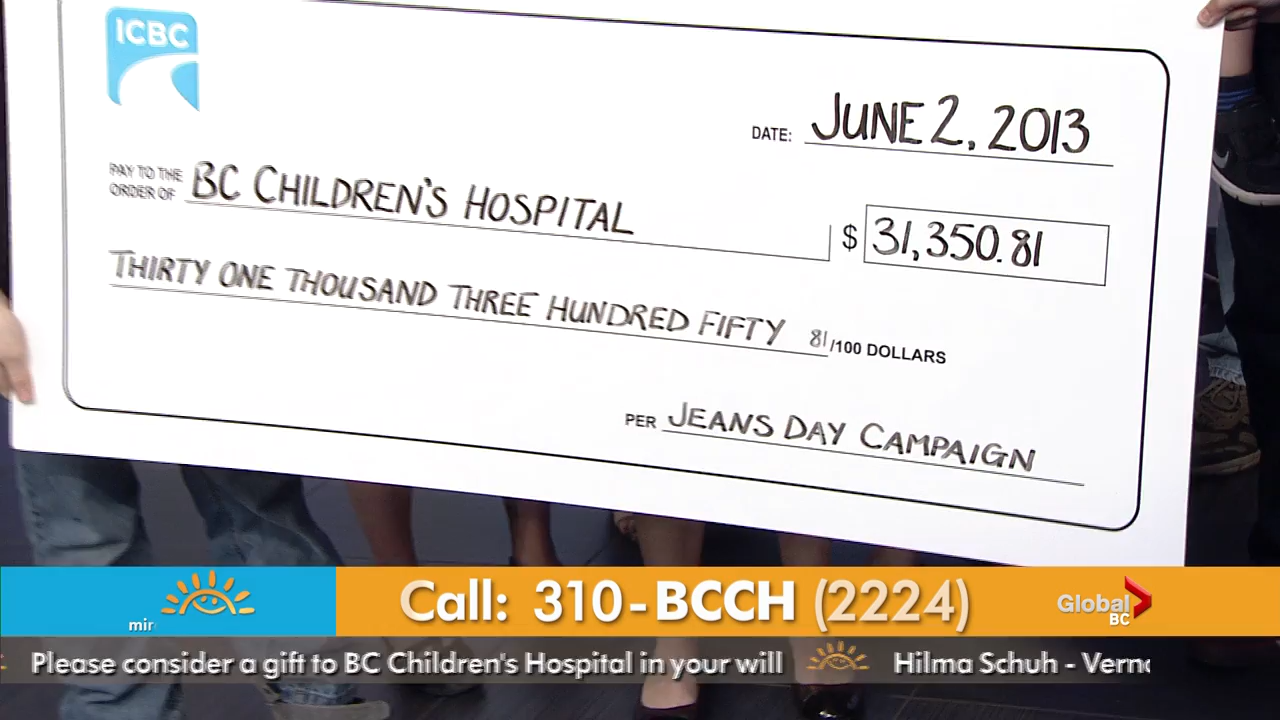 ICBC
DATE: JUNE 2, 2013
PAY TO THE
ORDER OF BC CHILDREN'S HOSPITAL
$ 31,350.81
THIRTY ONE THOUSAND THREE HUNDRED FIFTY 81/100 DOLLARS
PER JEANS DAY CAMPAIGN
Call: 310-BCCH (2224)
Global
BC
Please consider a gift to BC Children's Hospital in your will
Hilma Schuh -